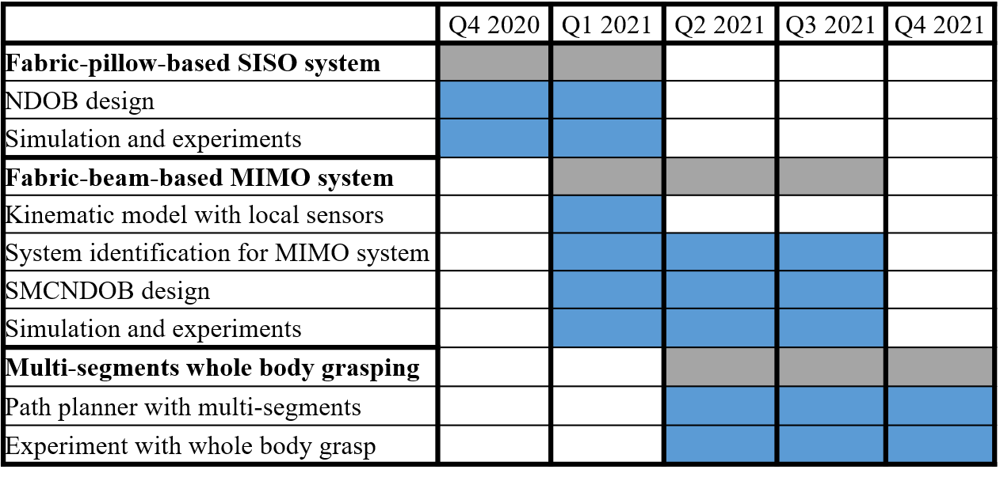 Q4 2020 Q1 2021 Q2 2021 Q3 2021 Q4 2021
Fabric-pillow-based SISO system
NDOB design
Simulation and experiments
Fabric-beam-based MIMO system
Kinematic model with local sensors
System identification for MIMO system
SMCNDOB design
Simulation and experiments
Multi-segments whole body grasping
Path planner with multi-segments
Experiment with whole body grasp